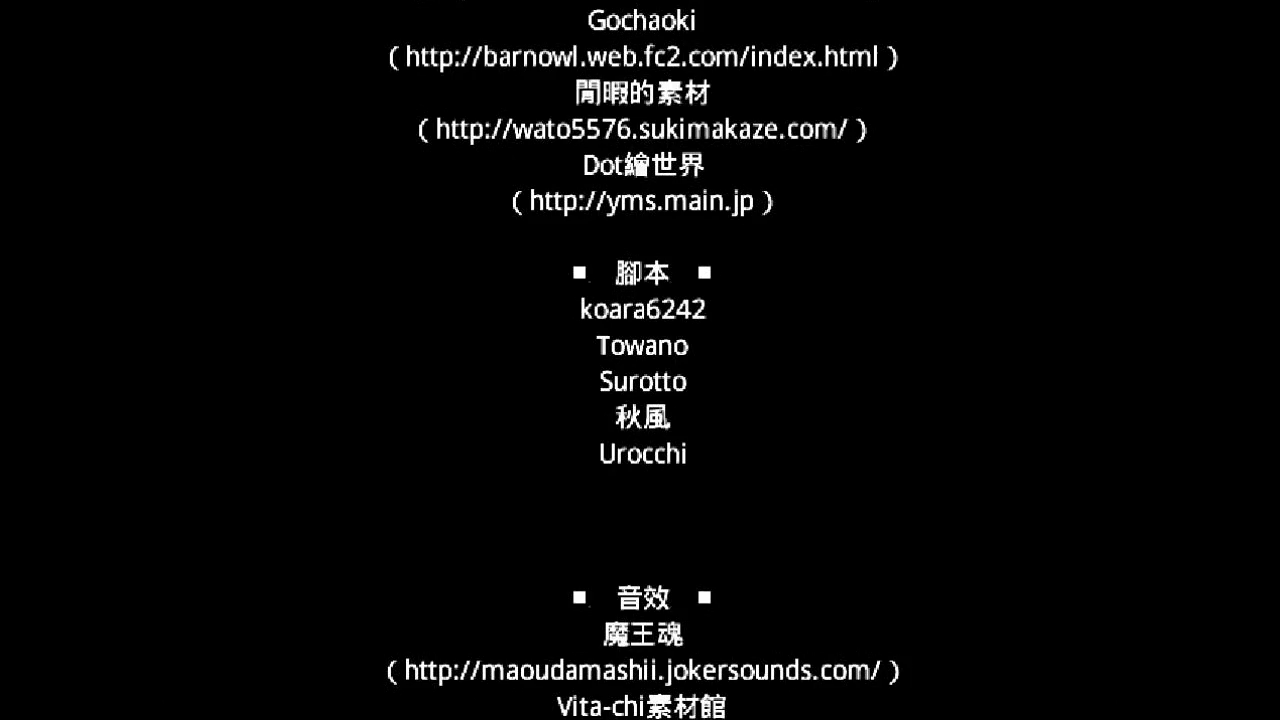 Gochaoki
( http://barnowl.web.fc2.com/index.html )
閒暇的素材
( http://wato5576.sukimakaze.com/ )
Dot繪世界
( http://yms.main.jp )
■ 腳本 ■
koara6242
Towano
Surotto
秋風
Urocchi
■ 音效 ■
魔王魂
( http://maoudamashii.jokersounds.com/ )
Vita-chi素材館